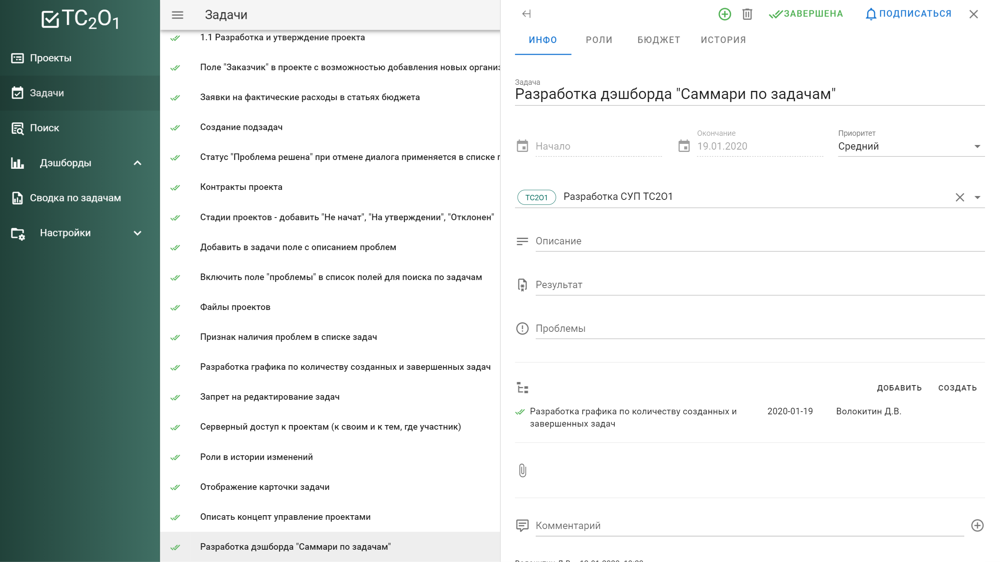 TC2O1
Проекты
Задачи
Поиск
Дэшборды
Сводка по задачам
Настройки
Задачи
1.1 Разработка и утверждение проекта
Поле "Заказчик" в проекте с возможностью добавления новых
Заявки на фактические расходы в статьях бюджета
Создание подзадач
Статус "Проблема решена" при отмене диалога применяется в списке
Контракты проекта
Стадии проектов - добавить "Не начат", "На утверждении", "Отклонен"
Добавить в задачи поле с описанием проблем
Включить поле "проблемы" в список полей для поиска по задачам
Файлы проектов
Признак наличия проблем в списке задач
Разработка графика по количеству созданных и завершенных задач
Запрет на редактирование задач
Серверный доступ к проектам (к своим и к тем, где участник)
Роли в истории изменений
Отображение карточки задачи
Описать концепт управление проектами
Разработка дэшборда "Саммари по задачам"
ЗАВЕРШЕНА ПОДПИСАТЬСЯ
ИНФО РОЛИ БЮДЖЕТ ИСТОРИЯ
Задача
Разработка дэшборда "Саммари по задачам"
Окончание Приоритет
Начало 19.01.2020 Средний
TC2O1 Разработка СУП TC2O1
Описание
Результат
Проблемы
ДОБАВИТЬ СОЗДАТЬ
Разработка графика по количеству созданных и 2020-01-19 Волокитин Д.В.
завершенных задач
Комментарий